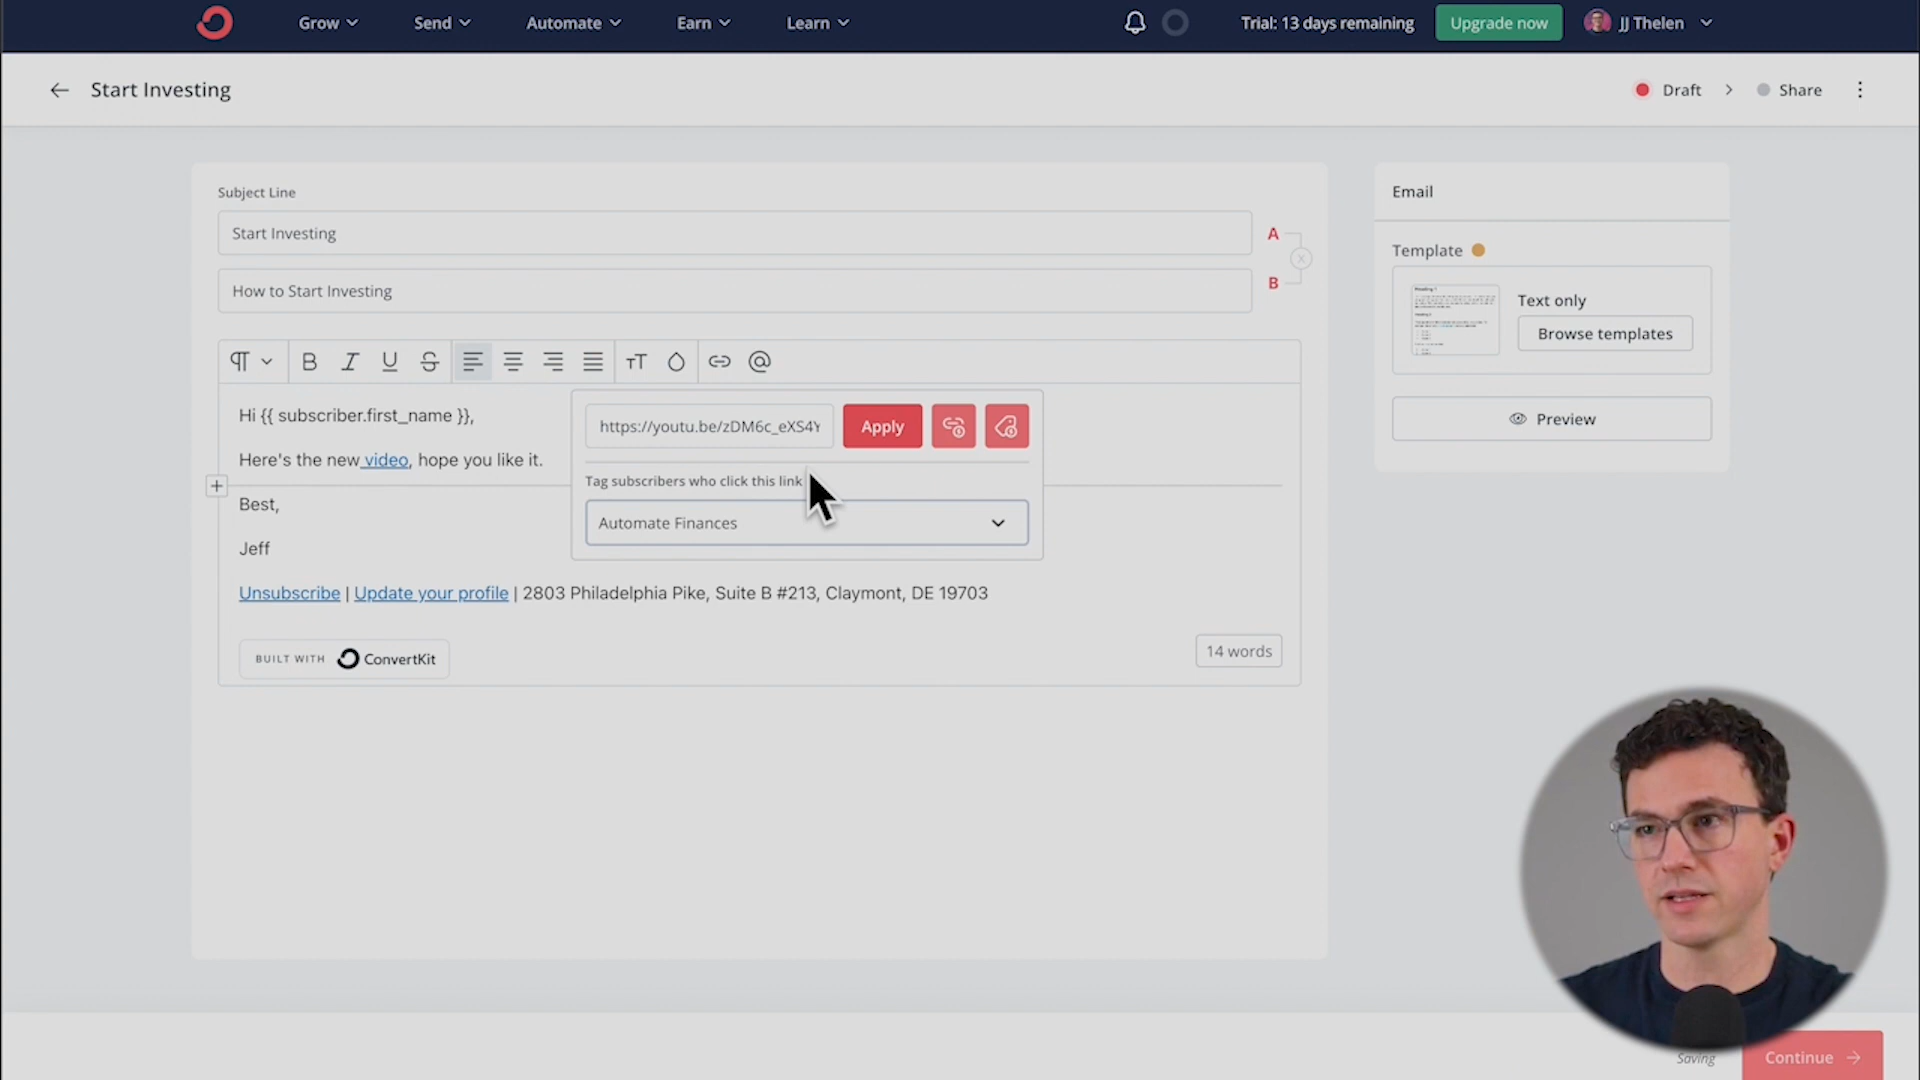 Grow Send Automate Earn Learn Trial: 13 days remaining Upgrade now JJ Thelen
Start Investing Draft Share
Subject Line
Start Investing A
How to Start Investing B
Email
Template
Text only
Browse templates
Preview
Hi {{ subscriber.first_name }},
Here's the new video, hope you like it.
https://youtu.be/zDM6c_eXS4Y Apply
Tag subscribers who click this link
Automate Finances
Best,
Jeff
Unsubscribe | Update your profile | 2803 Philadelphia Pike, Suite B #213, Claymont, DE 19703
BUILT WITH ConvertKit
14 words
Saving Continue